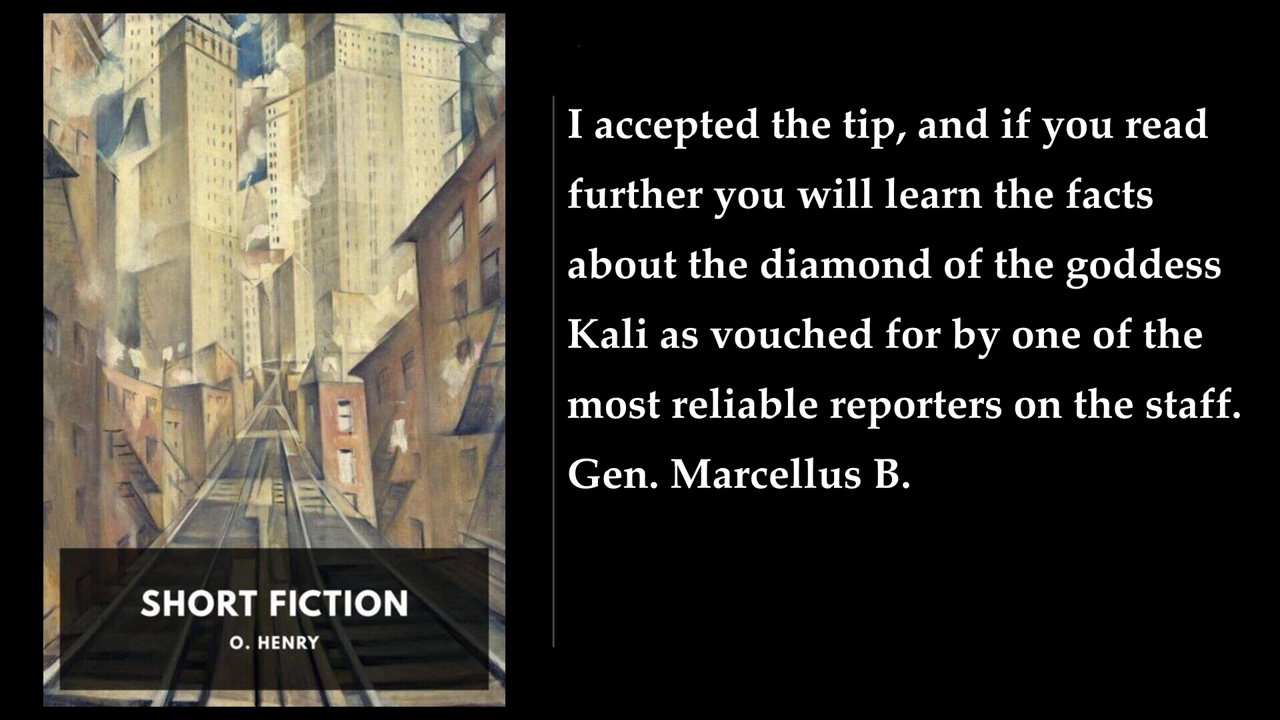 SHORT FICTION
O. HENRY
I accepted the tip, and if you read
further you will learn the facts
about the diamond of the goddess
Kali as vouched for by one of the
most reliable reporters on the staff.
Gen. Marcellus B.